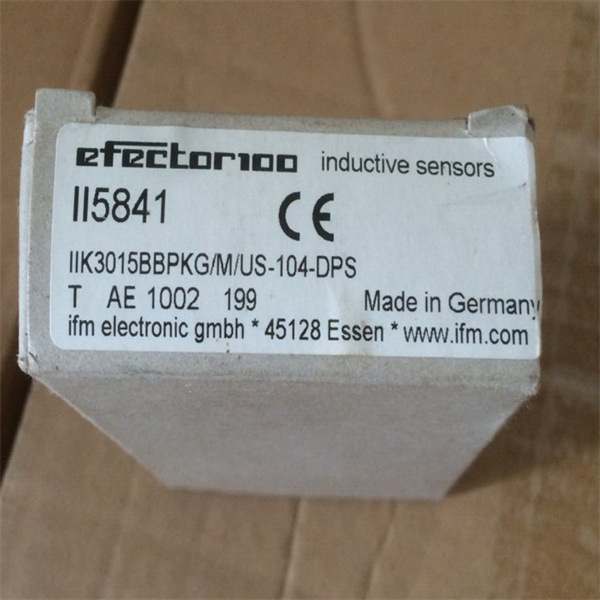 efector100 inductive sensors
II5841 CE
IIK3015BBPKG/M/US-104-DPS
T AE 1002 199 Made in Germany
ifm electronic gmbh * 45128 Essen * www.ifm.com